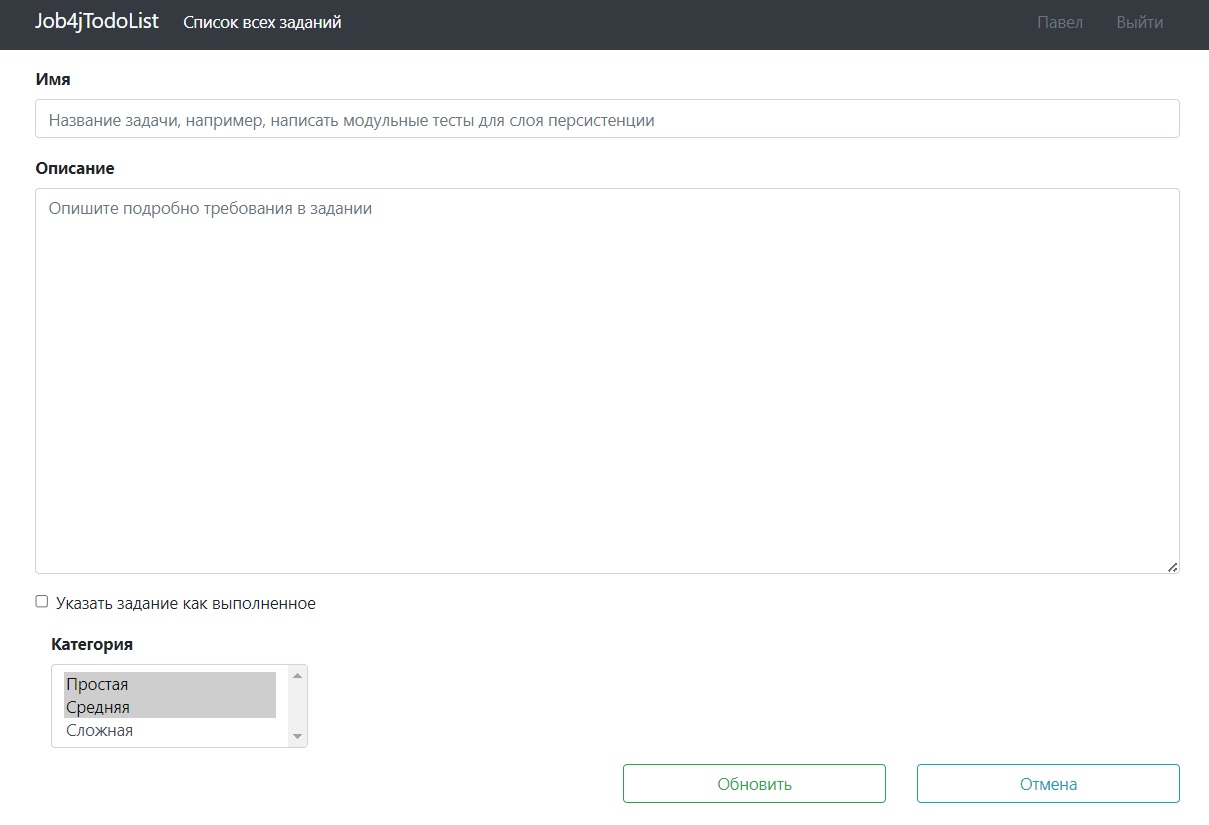 Job4jTodoList Список всех заданий Павел Выйти
Имя
Название задачи, например, написать модульные тесты для слоя персистенции
Описание
Опишите подробно требования в задании
Указать задание как выполненное
Категория
Простая
Средняя
Сложная
Обновить Отмена